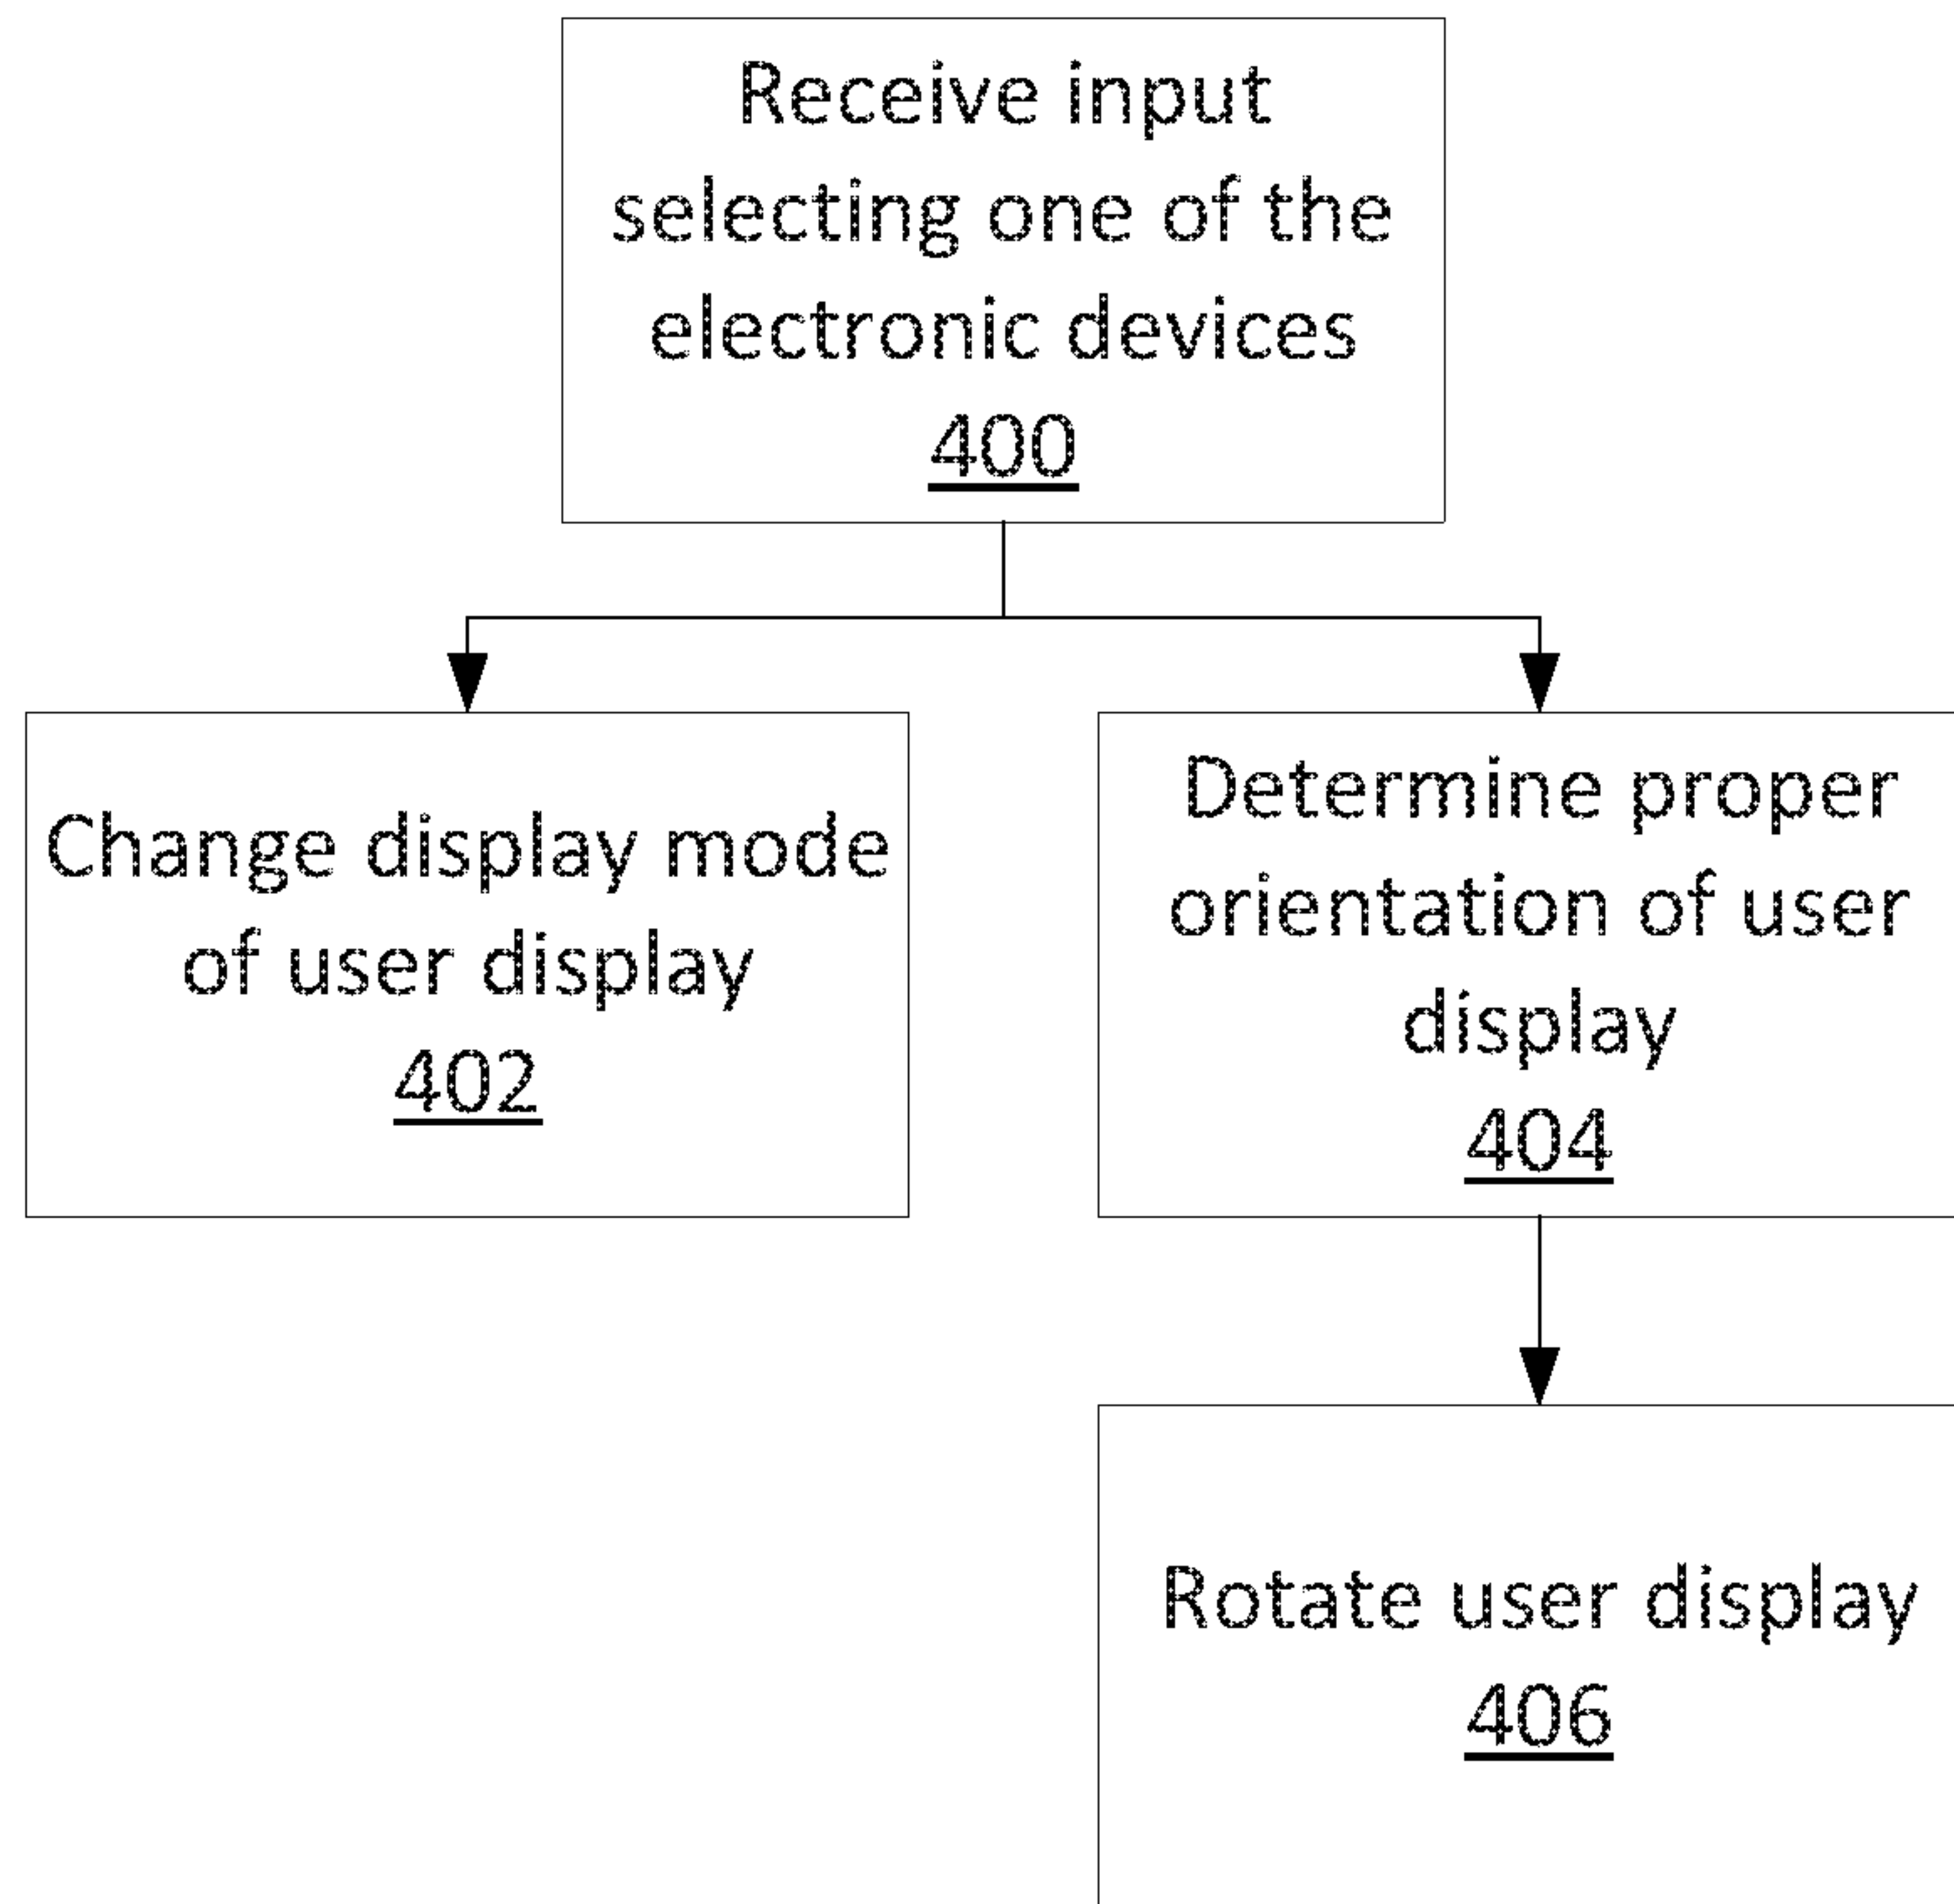 Receive input
selecting one of the
electronic devices
400
Change display mode
of user display
402
Determine proper
orientation of user
display
404
Rotate user display
406